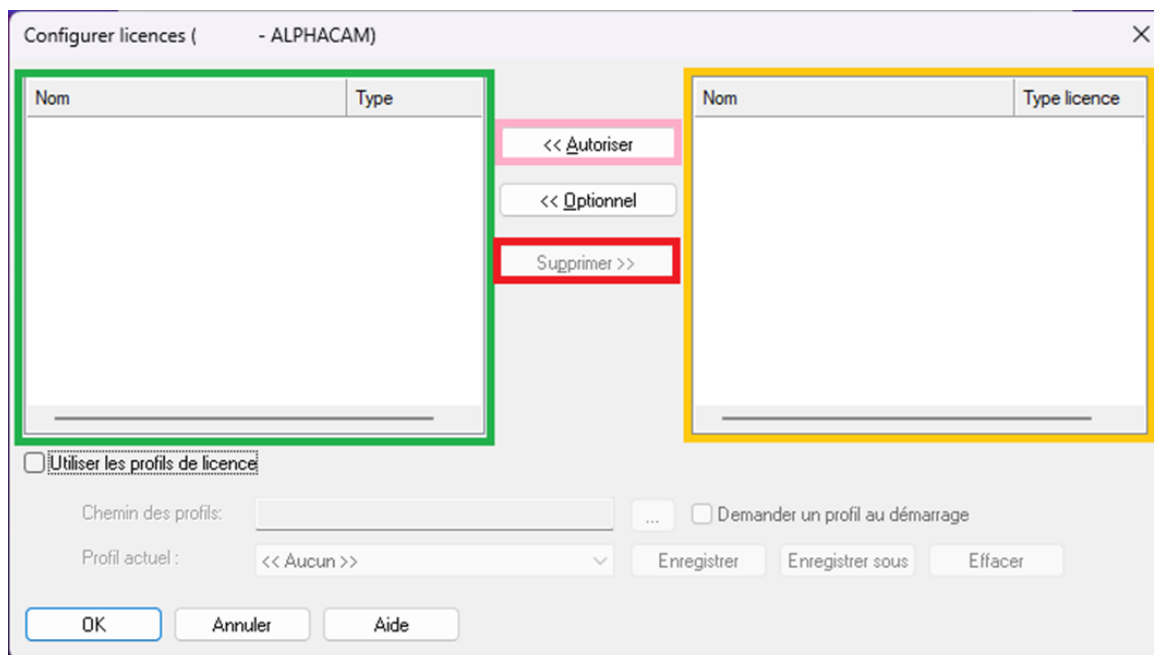 Configurer licences ( - ALPHACAM)
Nom Type
<< Autoriser
<< Optionnel
Supprimer >>
Nom Type licence
Utiliser les profils de licence
Chemin des profils: ... Demander un profil au démarrage
Profil actuel : << Aucun >> Enregistrer Enregistrer sous Effacer
OK Annuler Aide